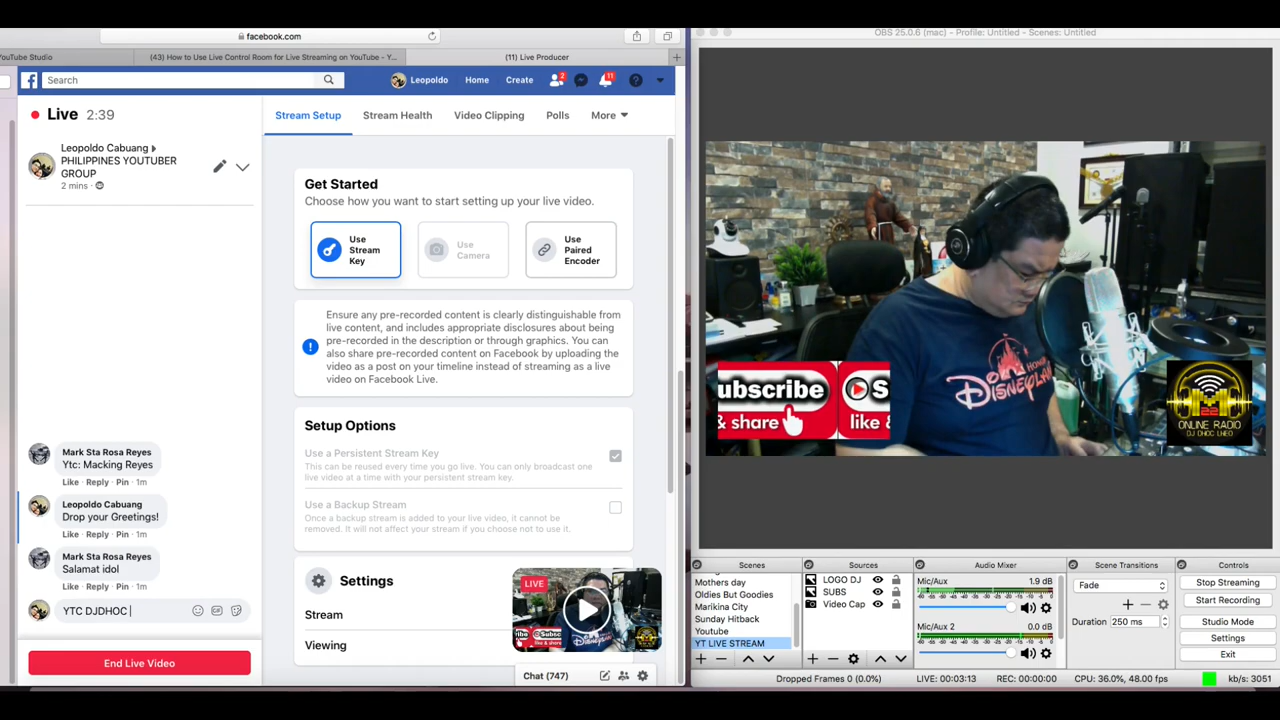 facebook.com
YouTube Studio
(43) How to Use Live Control Room for Live Streaming on YouTube - Y...
(11) Live Producer
Search
Leopoldo
Home
Create
2
11
Live 2:39
Leopoldo Cabuang
PHILIPPINES YOUTUBER
GROUP
2 mins
Mark Sta Rosa Reyes
Ytc: Macking Reyes
Like · Reply · Pin · 1m
Leopoldo Cabuang
Drop your Greetings!
Like · Reply · Pin · 1m
Mark Sta Rosa Reyes
Salamat idol
Like · Reply · Pin · 1m
YTC DJDHOC
GIF
End Live Video
Stream Setup
Stream Health
Video Clipping
Polls
More
Get Started
Choose how you want to start setting up your live video.
Use
Stream
Key
Use
Camera
Use
Paired
Encoder
Ensure any pre-recorded content is clearly distinguishable from
live content, and includes appropriate disclosures about being
pre-recorded in the description or through graphics. You can
also share pre-recorded content on Facebook by uploading the
video as a post on your timeline instead of streaming as a live
video on Facebook Live.
Setup Options
Use a Persistent Stream Key
This can be reused every time you go live. You can only broadcast one
live video at a time with your persistent stream key.
Use a Backup Stream
Once a backup stream is added to your live video, it cannot be
removed. It will not affect your stream if you choose not to use it.
Settings
Stream
Viewing
LIVE
Chat (747)
OBS 25.0.6 (mac) - Profile: Untitled - Scenes: Untitled
ubscribe
& share
S
like &
DISNEYLAND
M
22
ONLINE RADIO
DJ DHOC LHEO
Scenes
Mothers day
Oldies But Goodies
Marikina City
Sunday Hitback
Youtube
YT LIVE STREAM
Sources
LOGO DJ
SUBS
Video Cap
Audio Mixer
Mic/Aux
1.9 dB
Mic/Aux 2
0.0 dB
Scene Transitions
Fade
Duration
250 ms
Controls
Stop Streaming
Start Recording
Studio Mode
Settings
Exit
Dropped Frames 0 (0.0%)
LIVE: 00:03:13
REC: 00:00:00
CPU: 36.0%, 48.00 fps
kb/s: 3051